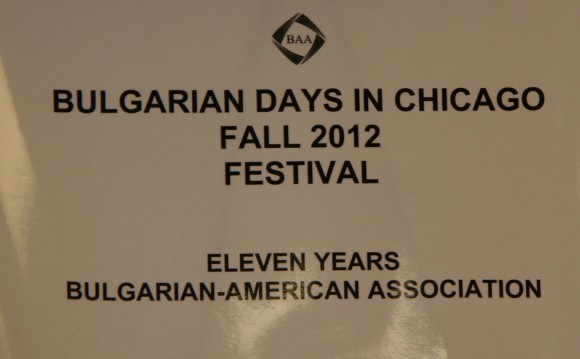 BAA
BULGARIAN DAYS IN CHICAGO
FALL 2012
FESTIVAL
ELEVEN YEARS
BULGARIAN-AMERICAN ASSOCIATION